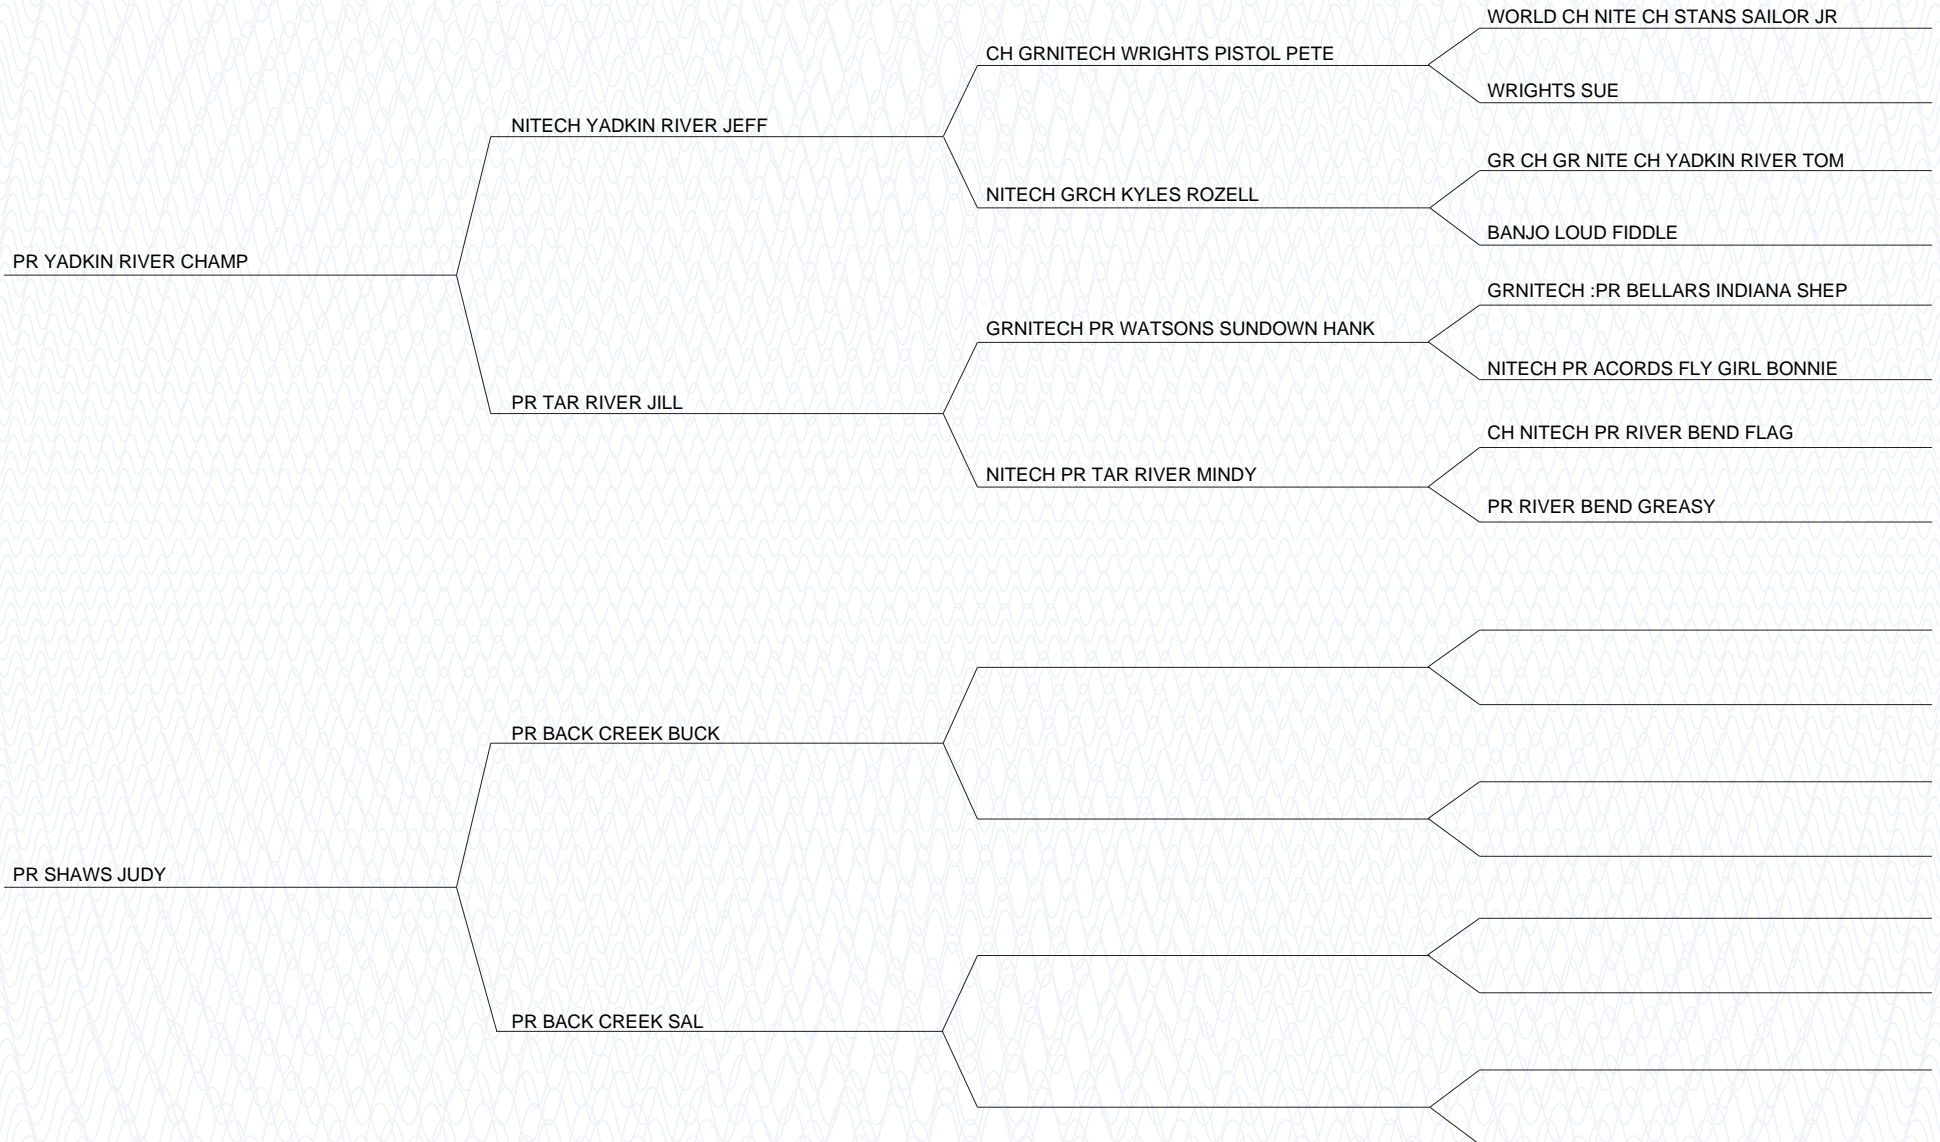 WORLD CH NITE CH STANS SAILOR JR
CH GRNITECH WRIGHTS PISTOL PETE
WRIGHTS SUE
NITECH YADKIN RIVER JEFF
GR CH GR NITE CH YADKIN RIVER TOM
NITECH GRCH KYLES ROZELL
BANJO LOUD FIDDLE
PR YADKIN RIVER CHAMP
GRNITECH :PR BELLARS INDIANA SHEP
GRNITECH PR WATSONS SUNDOWN HANK
NITECH PR ACORDS FLY GIRL BONNIE
PR TAR RIVER JILL
CH NITECH PR RIVER BEND FLAG
NITECH PR TAR RIVER MINDY
PR RIVER BEND GREASY
PR BACK CREEK BUCK
PR SHAWS JUDY
PR BACK CREEK SAL